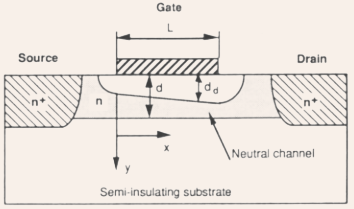 Gate
L
Source
Drain
n+
n
d
dd
n+
x
y
Neutral channel
Semi-insulating substrate